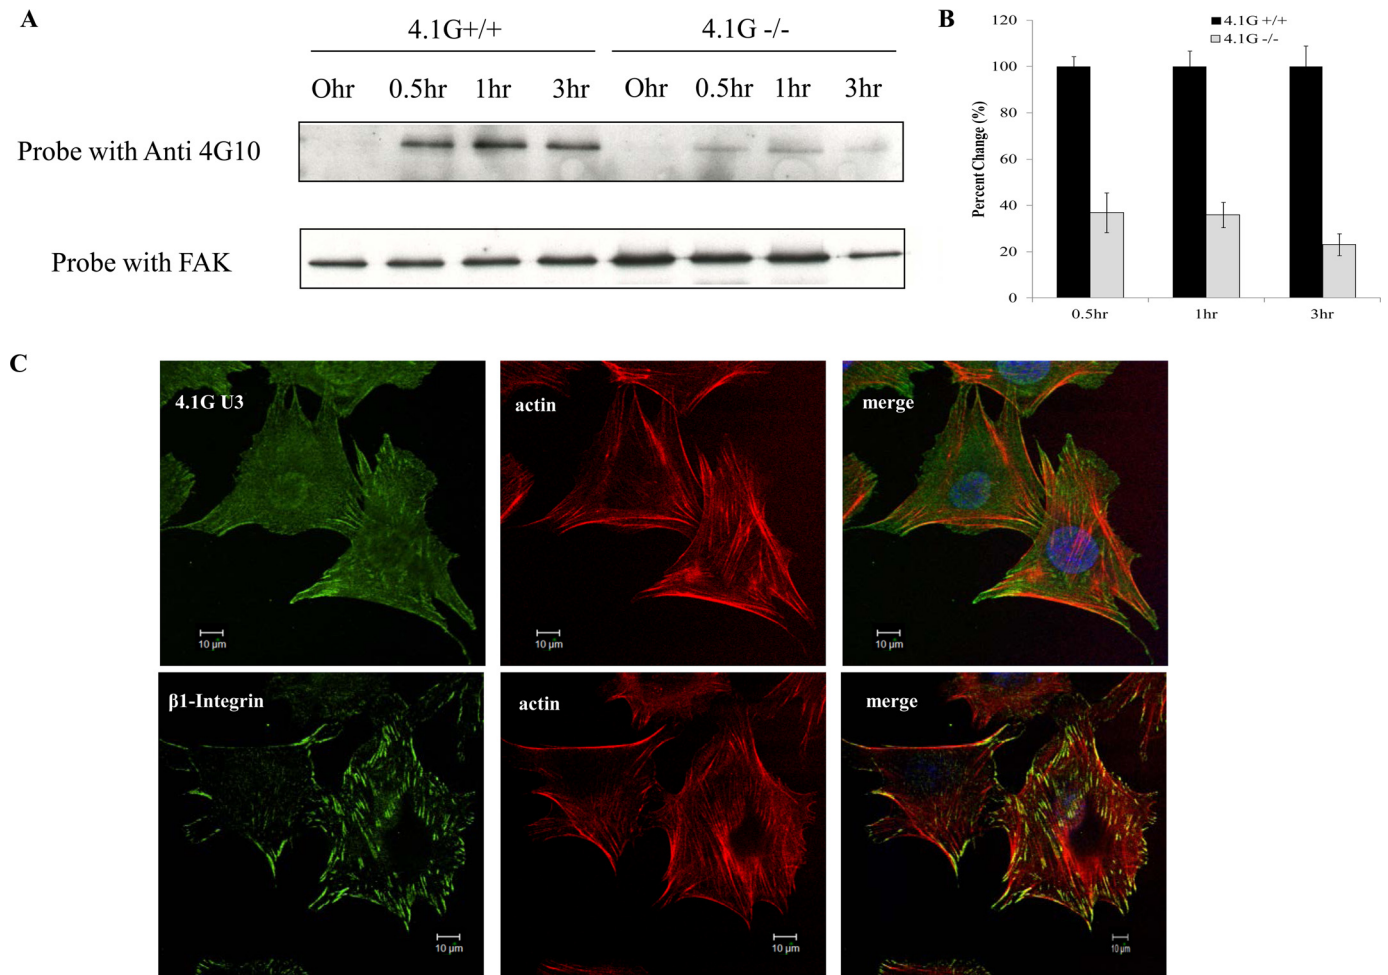 A
4.1G+/+
4.1G -/-
Ohr
0.5hr
1hr
3hr
Ohr
0.5hr
1hr
3hr
Probe with Anti 4G10
Probe with FAK
B
120
100
80
60
40
20
0
Percent Change (%)
4.1G +/+
4.1G -/-
0.5hr
1hr
3hr
C
4.1G U3
actin
merge
10 µm
10 µm
10 µm
β1-Integrin
actin
merge
10 µm
10 µm
10 µm